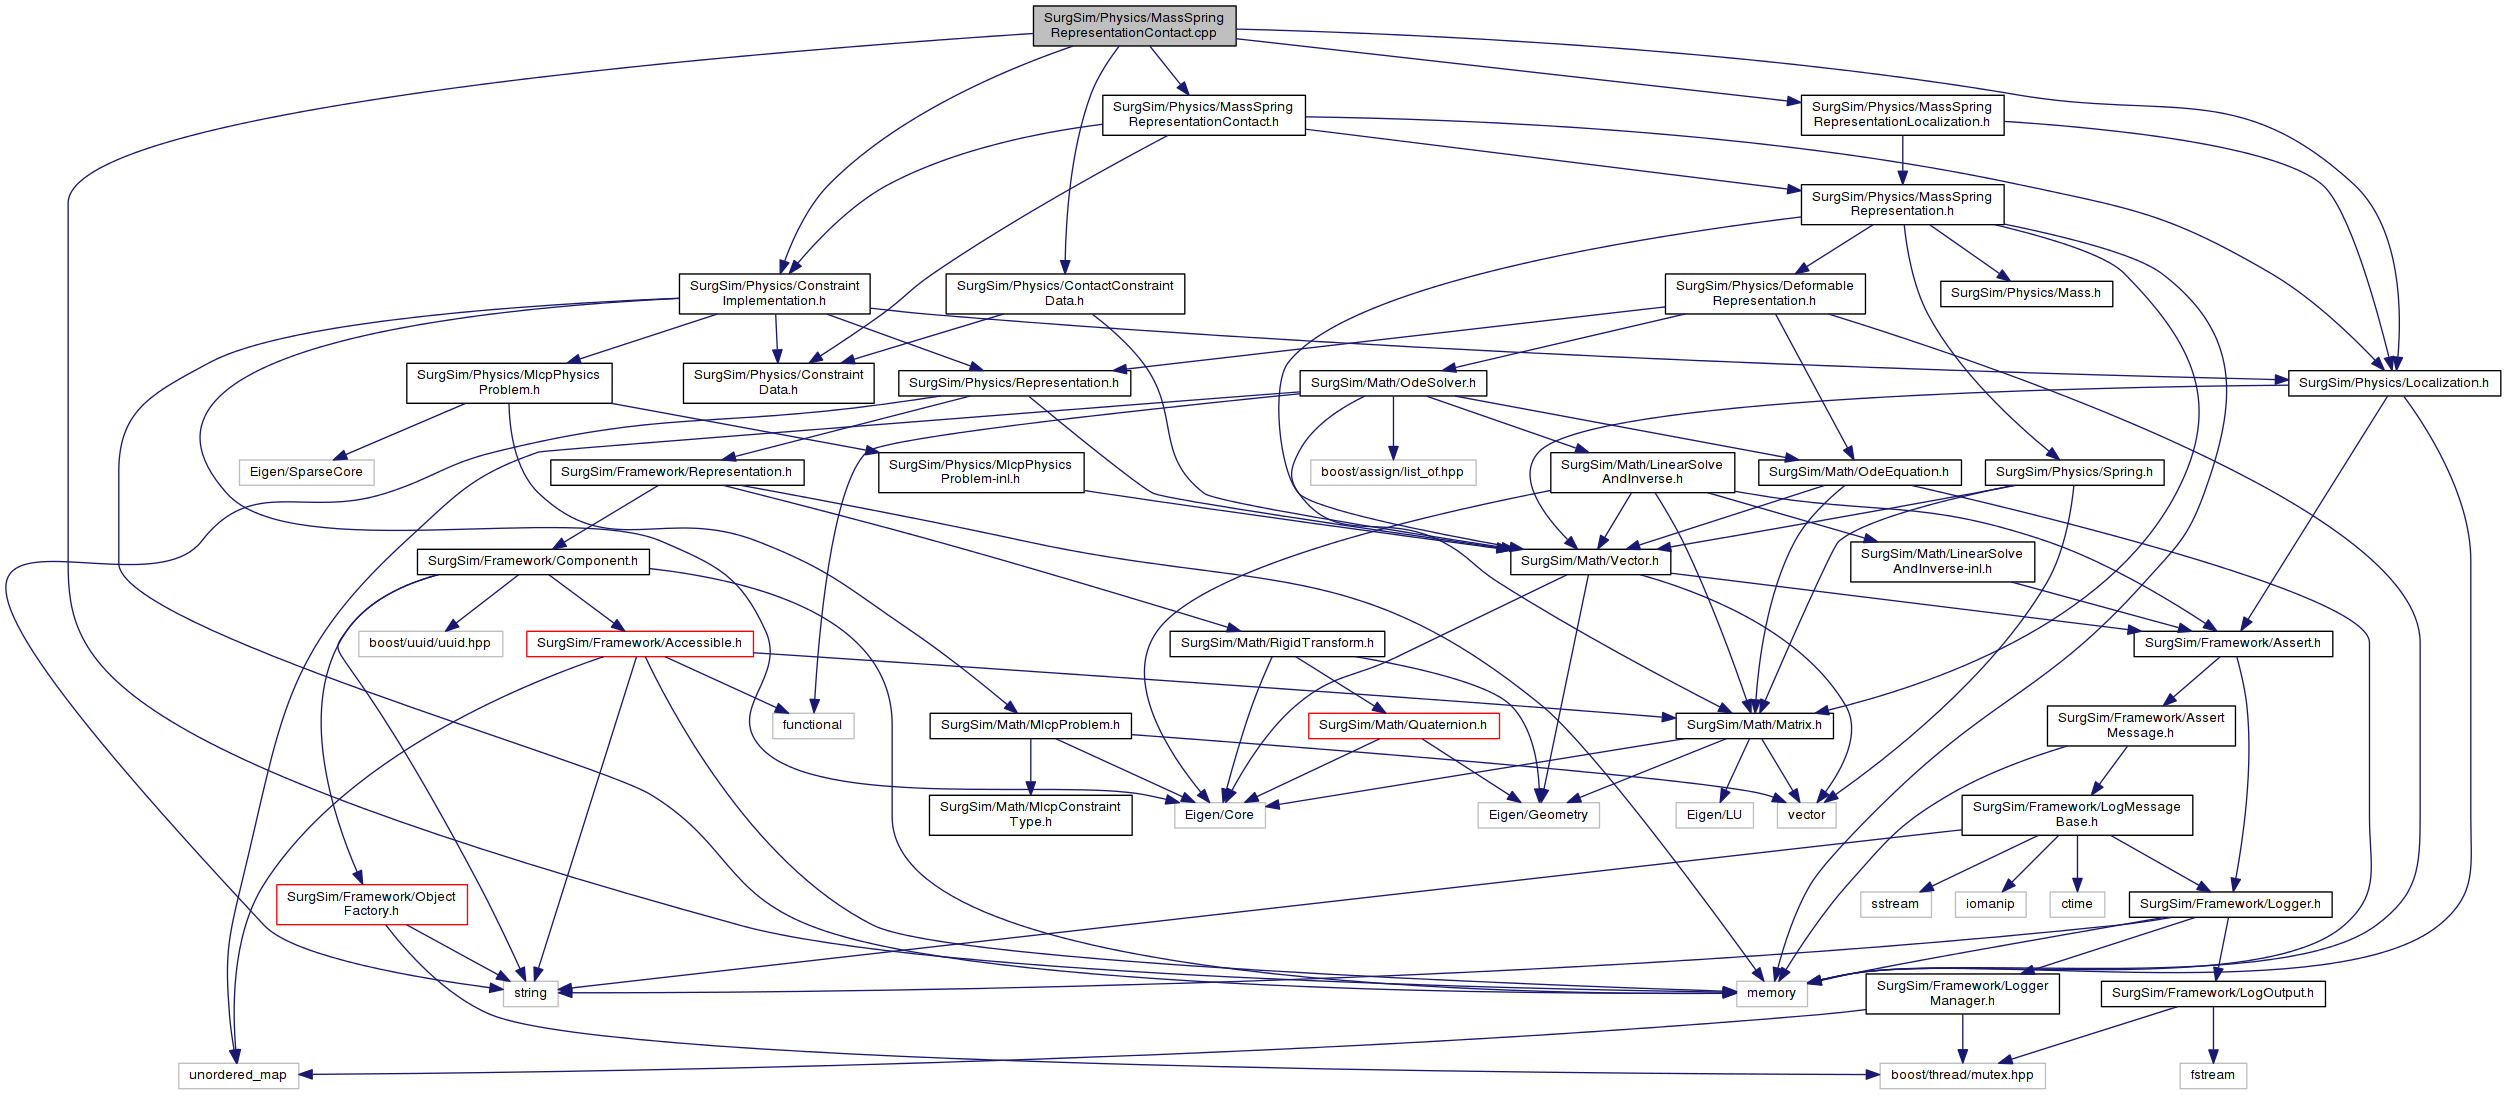 SurgSim/Physics/MassSpring
RepresentationContact.cpp
SurgSim/Physics/MassSpring
RepresentationContact.h
SurgSim/Physics/MassSpring
RepresentationLocalization.h
SurgSim/Physics/MassSpring
Representation.h
SurgSim/Physics/Constraint
Implementation.h
SurgSim/Physics/ContactConstraint
Data.h
SurgSim/Physics/Deformable
Representation.h
SurgSim/Physics/Mass.h
SurgSim/Physics/MlcpPhysics
Problem.h
SurgSim/Physics/Constraint
Data.h
SurgSim/Physics/Representation.h
SurgSim/Math/OdeSolver.h
SurgSim/Physics/Localization.h
Eigen/SparseCore
SurgSim/Framework/Representation.h
SurgSim/Physics/MlcpPhysics
Problem-inl.h
boost/assign/list_of.hpp
SurgSim/Math/LinearSolve
AndInverse.h
SurgSim/Math/OdeEquation.h
SurgSim/Physics/Spring.h
SurgSim/Framework/Component.h
SurgSim/Math/Vector.h
SurgSim/Math/LinearSolve
AndInverse-inl.h
boost/uuid/uuid.hpp
SurgSim/Framework/Accessible.h
SurgSim/Math/RigidTransform.h
SurgSim/Framework/Assert.h
functional
SurgSim/Math/MlcpProblem.h
SurgSim/Math/Quaternion.h
SurgSim/Math/Matrix.h
SurgSim/Framework/Assert
Message.h
SurgSim/Math/MlcpConstraint
Type.h
Eigen/Core
Eigen/Geometry
Eigen/LU
vector
SurgSim/Framework/LogMessage
Base.h
SurgSim/Framework/Object
Factory.h
sstream
iomanip
ctime
SurgSim/Framework/Logger.h
string
memory
SurgSim/Framework/Logger
Manager.h
SurgSim/Framework/LogOutput.h
unordered_map
boost/thread/mutex.hpp
fstream